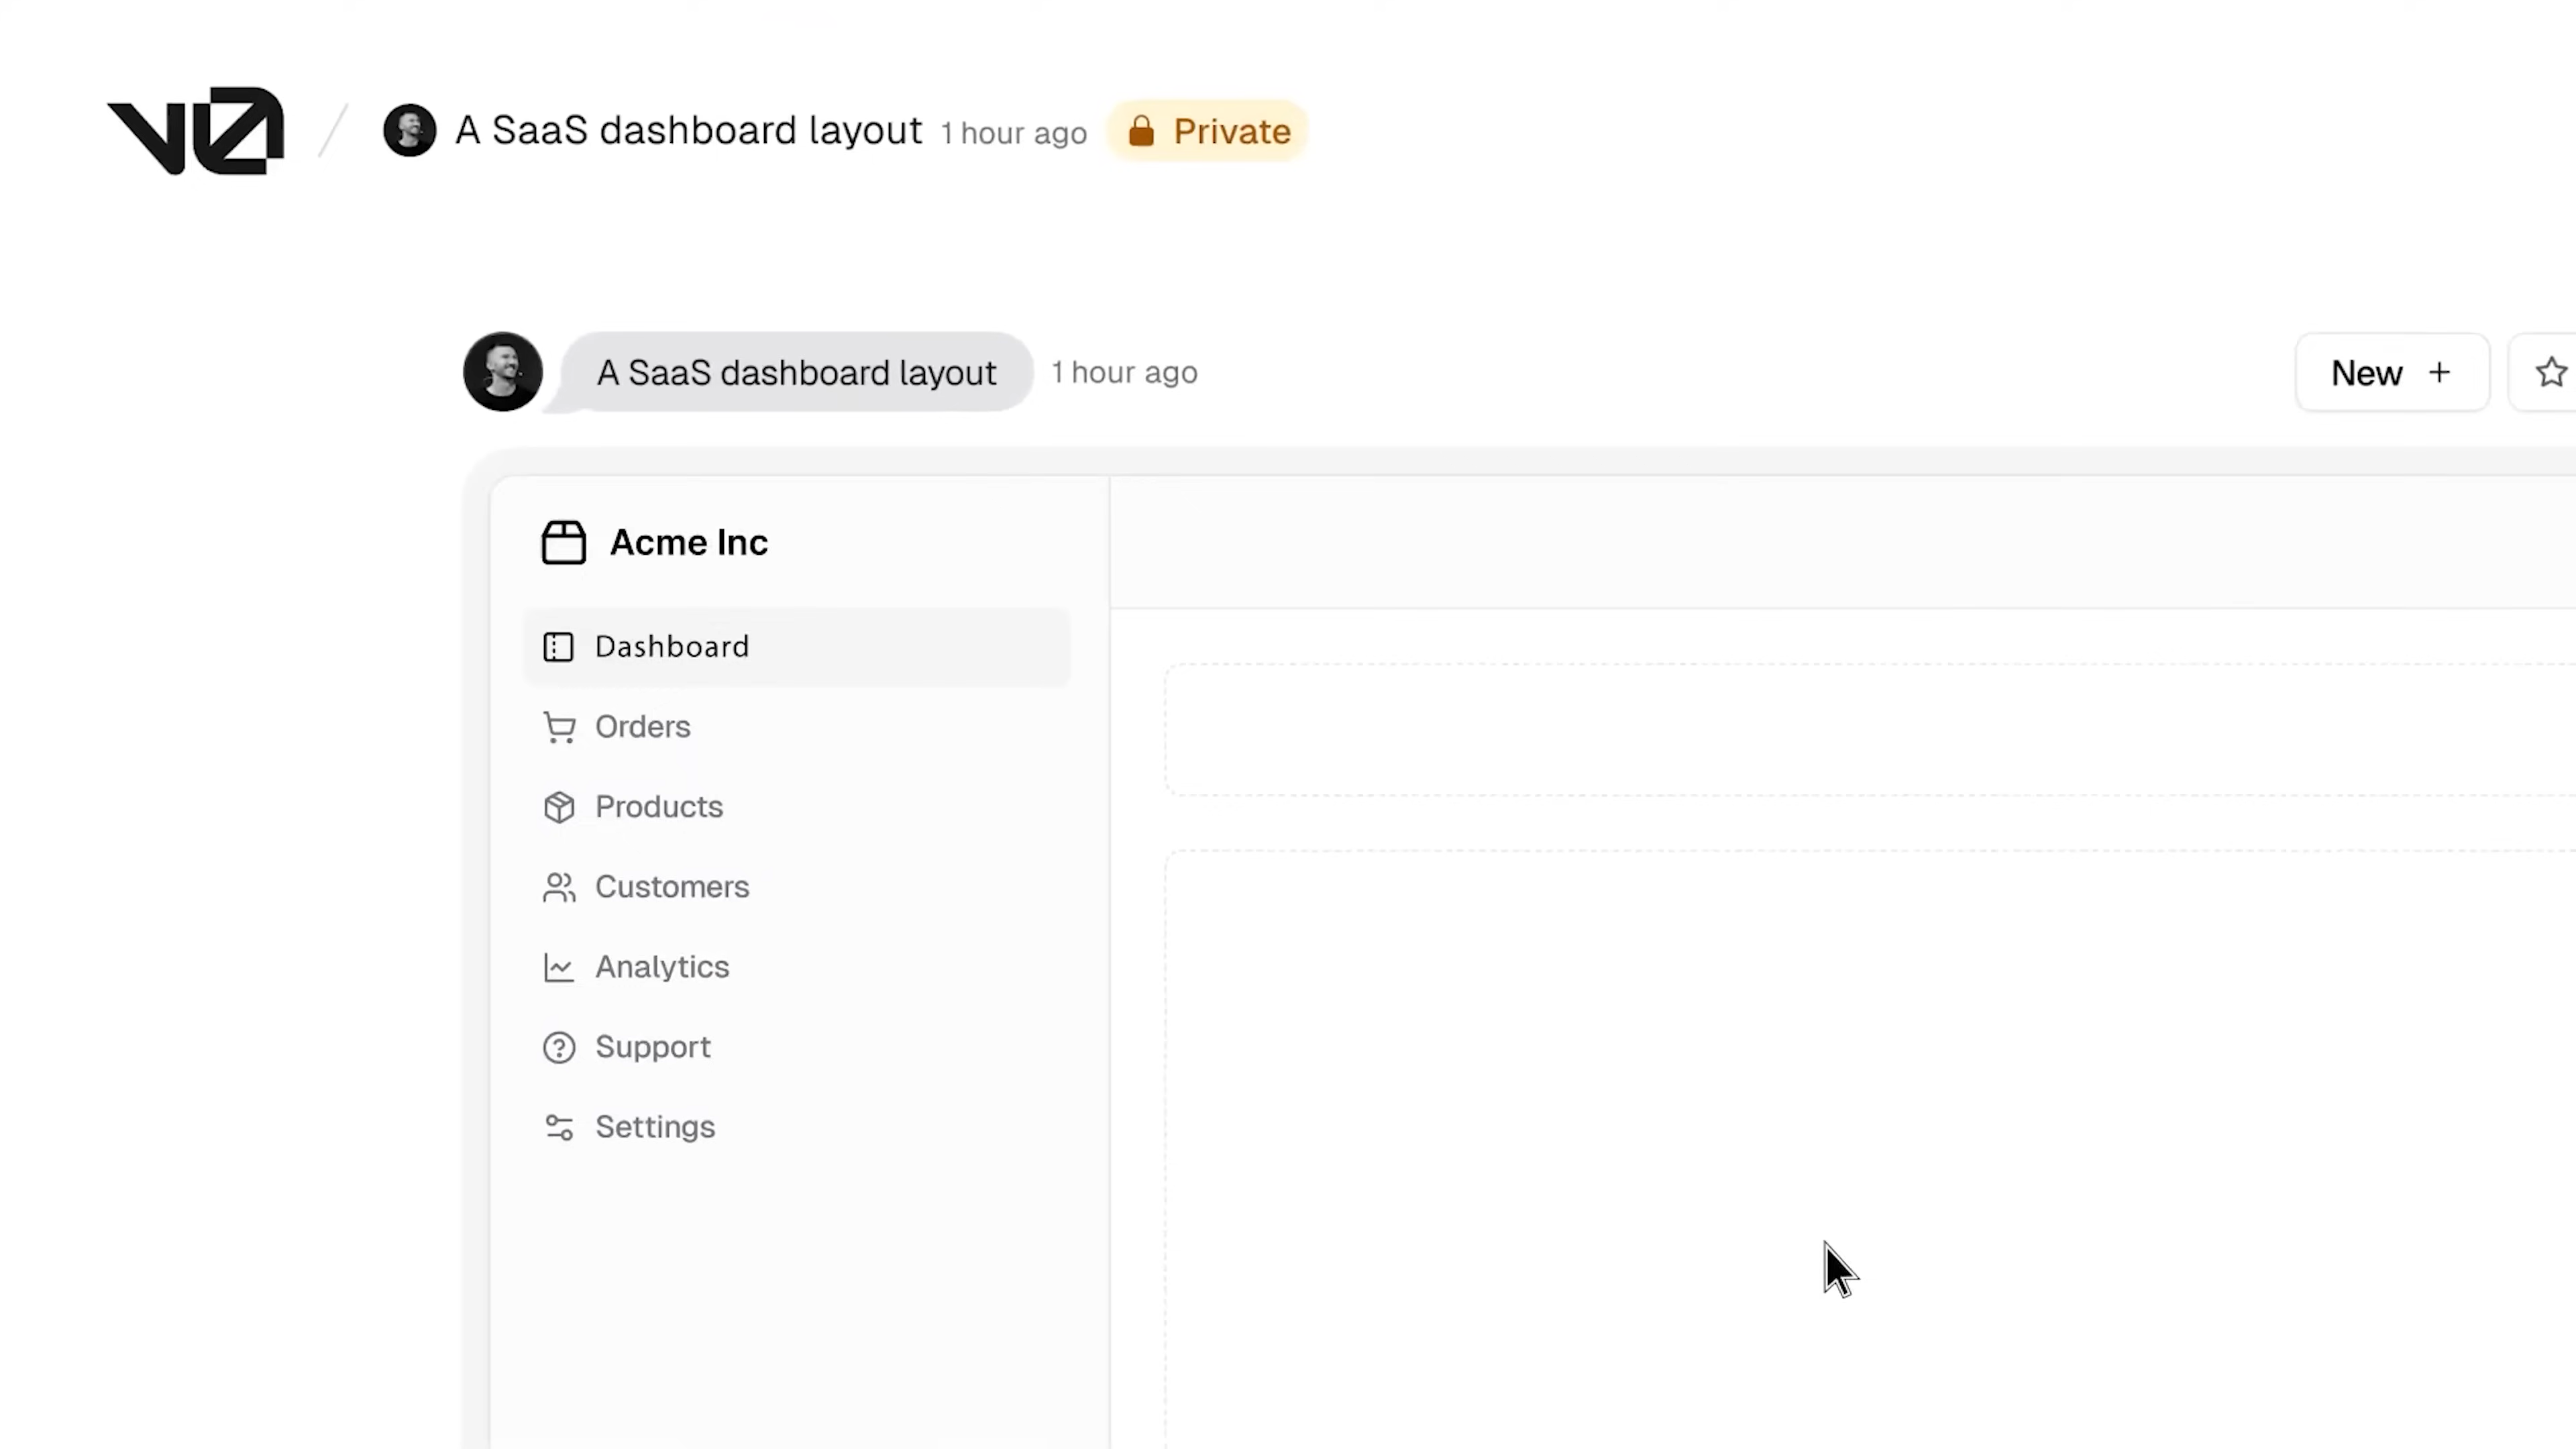 v0 / A SaaS dashboard layout 1 hour ago Private
A SaaS dashboard layout 1 hour ago New +
Acme Inc
Dashboard
Orders
Products
Customers
Analytics
Support
Settings